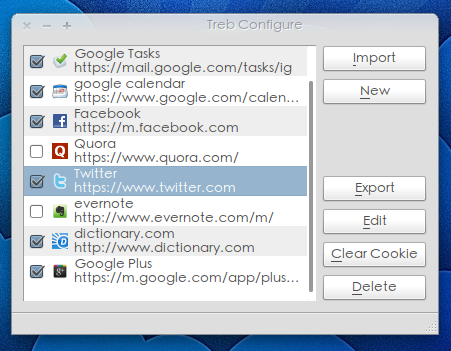 Treb Configure
Google Tasks
https://mail.google.com/tasks/ig
google calendar
https://www.google.com/calen...
Facebook
https://m.facebook.com
Quora
https://www.quora.com/
Twitter
https://www.twitter.com
evernote
http://www.evernote.com/m/
dictionary.com
http://www.dictionary.com
Google Plus
https://m.google.com/app/plus...
Import
New
Export
Edit
Clear Cookie
Delete